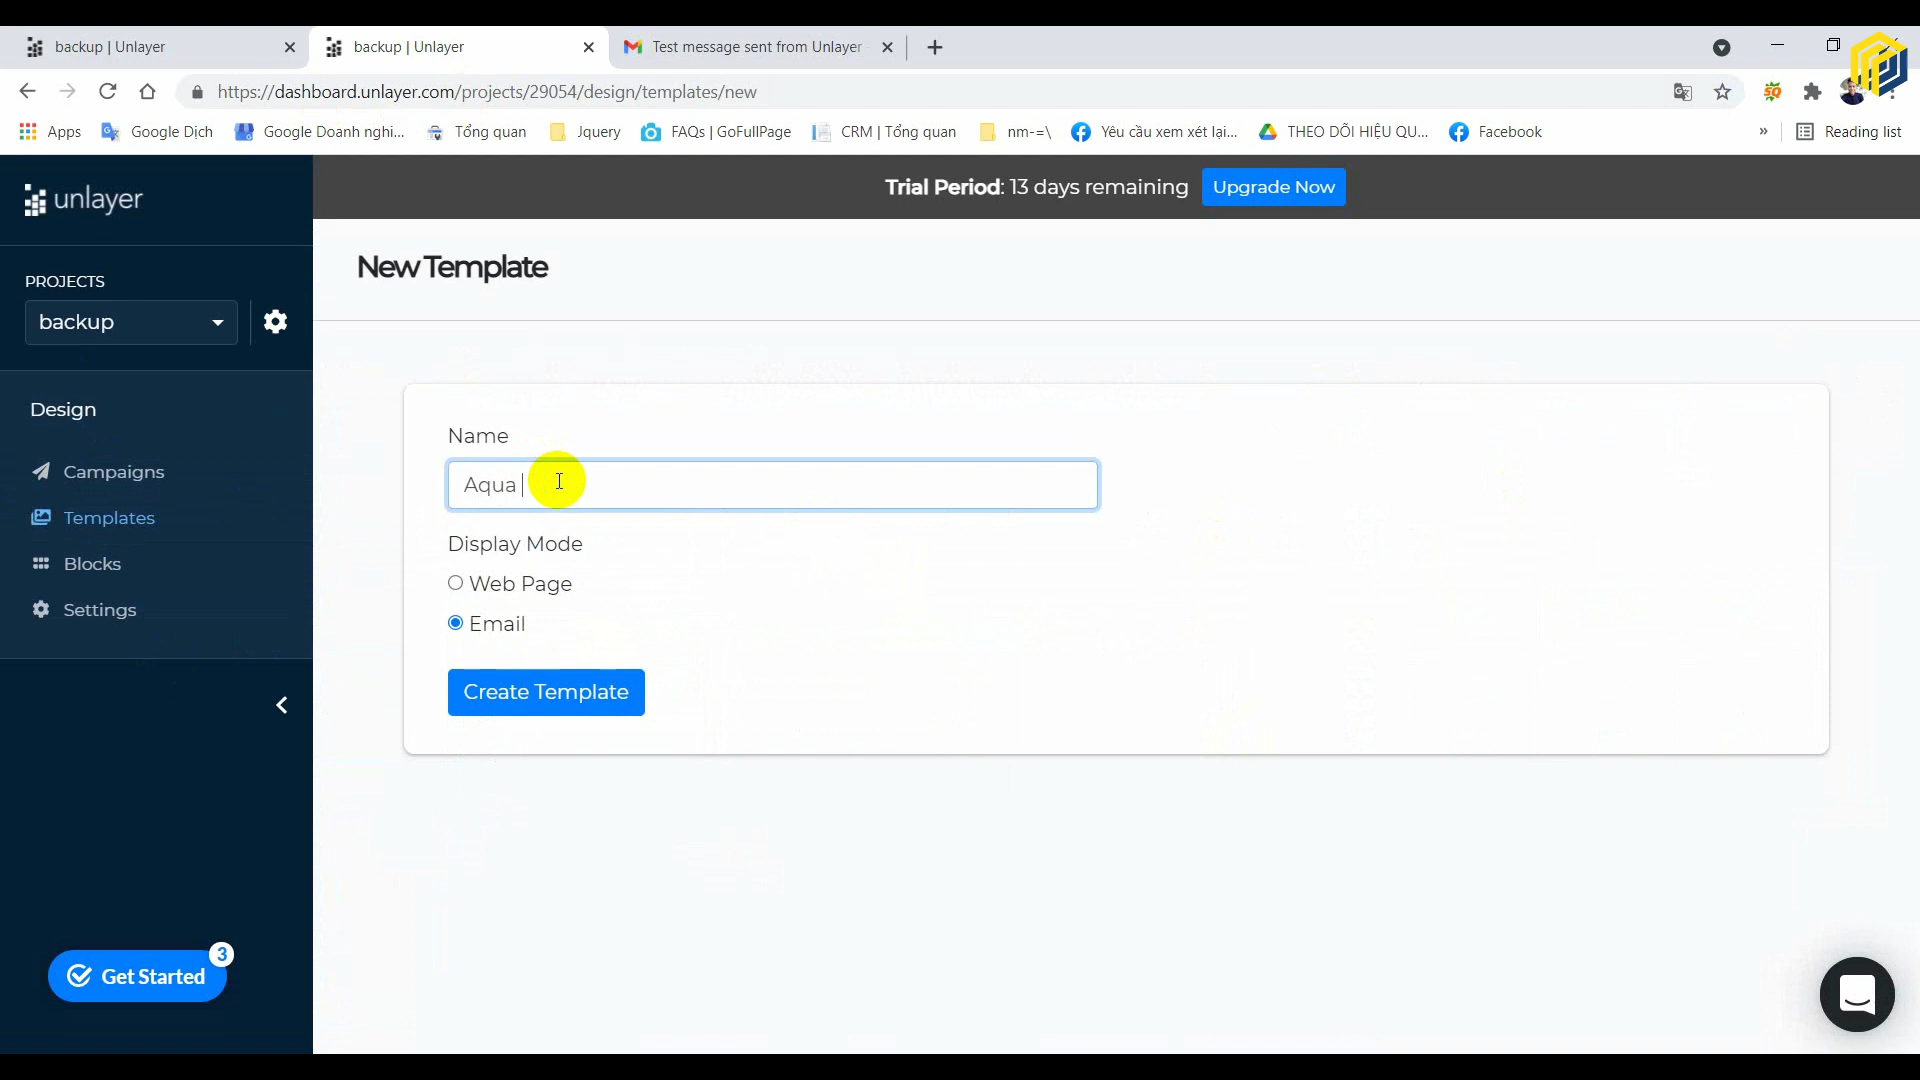 backup | Unlayer
backup | Unlayer
Test message sent from Unlayer
https://dashboard.unlayer.com/projects/29054/design/templates/new
Apps
Google Dịch
Google Doanh nghi...
Tổng quan
Jquery
FAQs | GoFullPage
CRM | Tổng quan
nm-=\
Yêu cầu xem xét lại...
THEO DÕI HIỆU QU...
Facebook
»
Reading list
unlayer
Trial Period: 13 days remaining
Upgrade Now
New Template
PROJECTS
backup
Design
Campaigns
Templates
Blocks
Settings
Name
Aqua
Display Mode
Web Page
Email
Create Template
Get Started
3